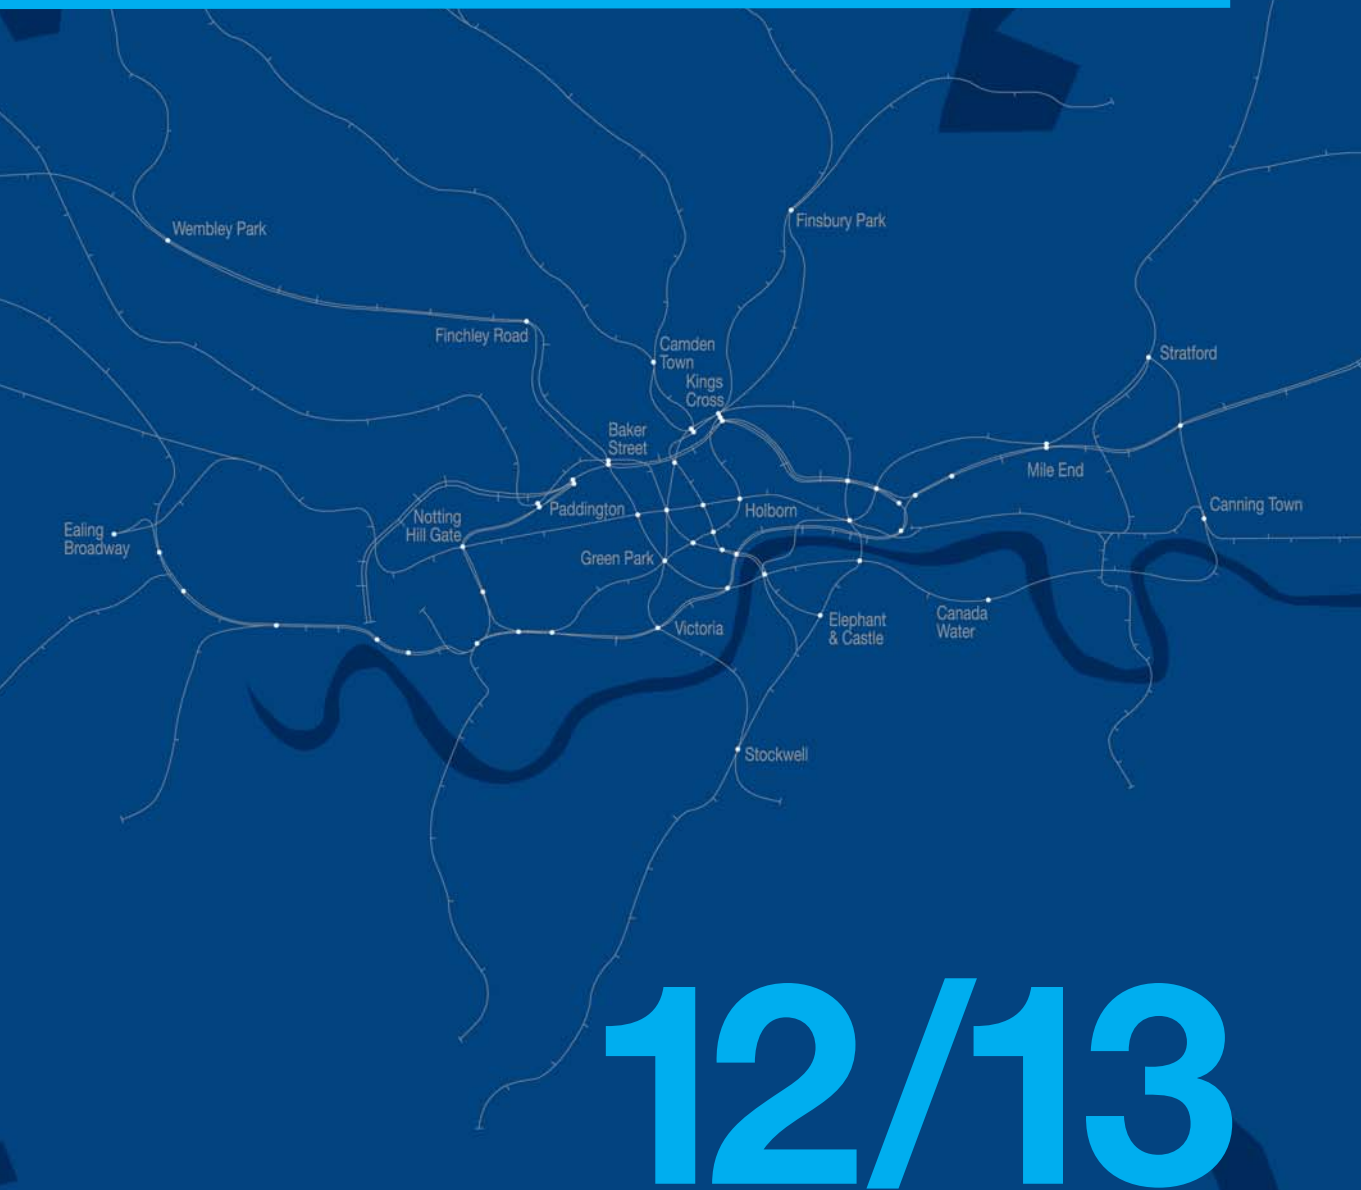 Wembley Park
Finsbury Park
Finchley Road
Camden
Town
Kings
Cross
Stratford
Baker
Street
Mile End
Ealing
Broadway
Notting
Hill Gate
Paddington
Holborn
Canning Town
Green Park
Victoria
Elephant
& Castle
Canada
Water
Stockwell
12/13